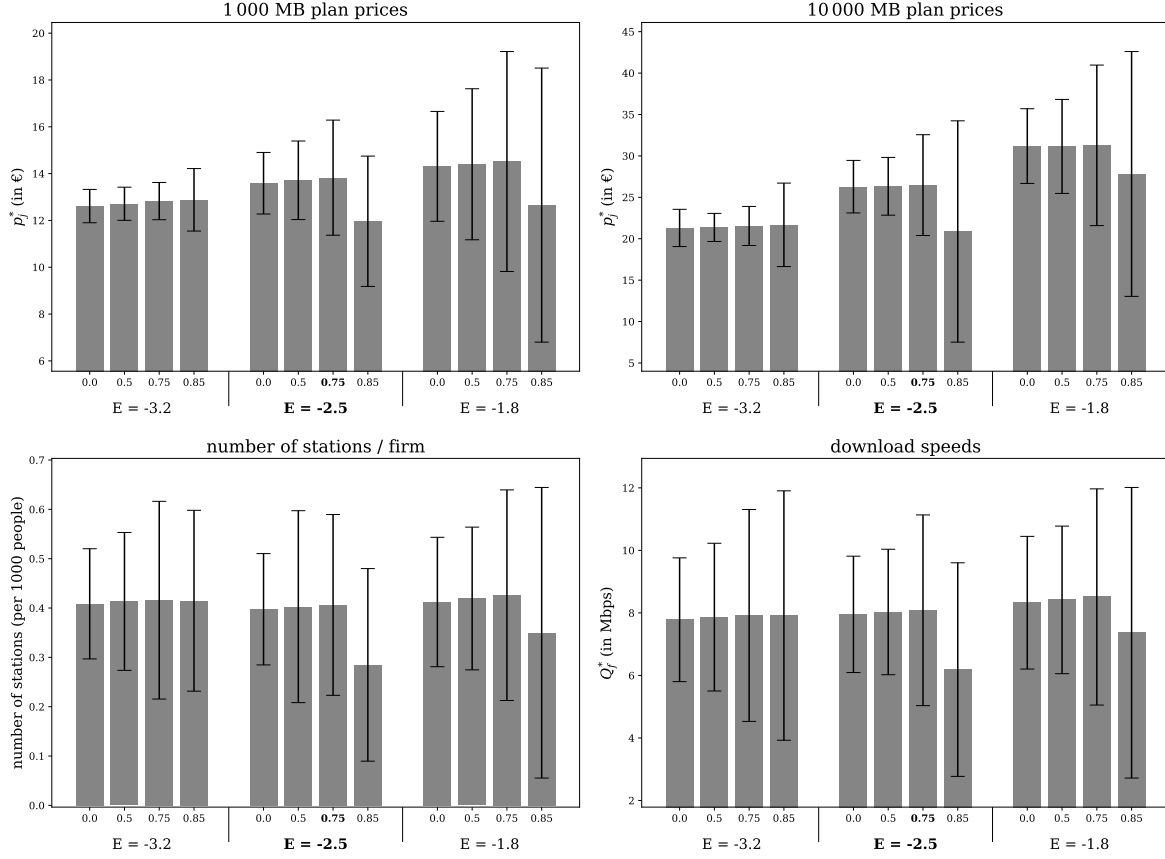 1 000 MB plan prices
20
18
16
14
12
10
8
6
p*j (in €)
0.0 0.5 0.75 0.85 0.0 0.5 0.75 0.85 0.0 0.5 0.75 0.85
E = -3.2 E = -2.5 E = -1.8
10 000 MB plan prices
45
40
35
30
25
20
15
10
5
p*j (in €)
0.0 0.5 0.75 0.85 0.0 0.5 0.75 0.85 0.0 0.5 0.75 0.85
E = -3.2 E = -2.5 E = -1.8
number of stations / firm
0.7
0.6
0.5
0.4
0.3
0.2
0.1
0.0
number of stations (per 1000 people)
0.0 0.5 0.75 0.85 0.0 0.5 0.75 0.85 0.0 0.5 0.75 0.85
E = -3.2 E = -2.5 E = -1.8
download speeds
12
10
8
6
4
2
Q*f (in Mbps)
0.0 0.5 0.75 0.85 0.0 0.5 0.75 0.85 0.0 0.5 0.75 0.85
E = -3.2 E = -2.5 E = -1.8